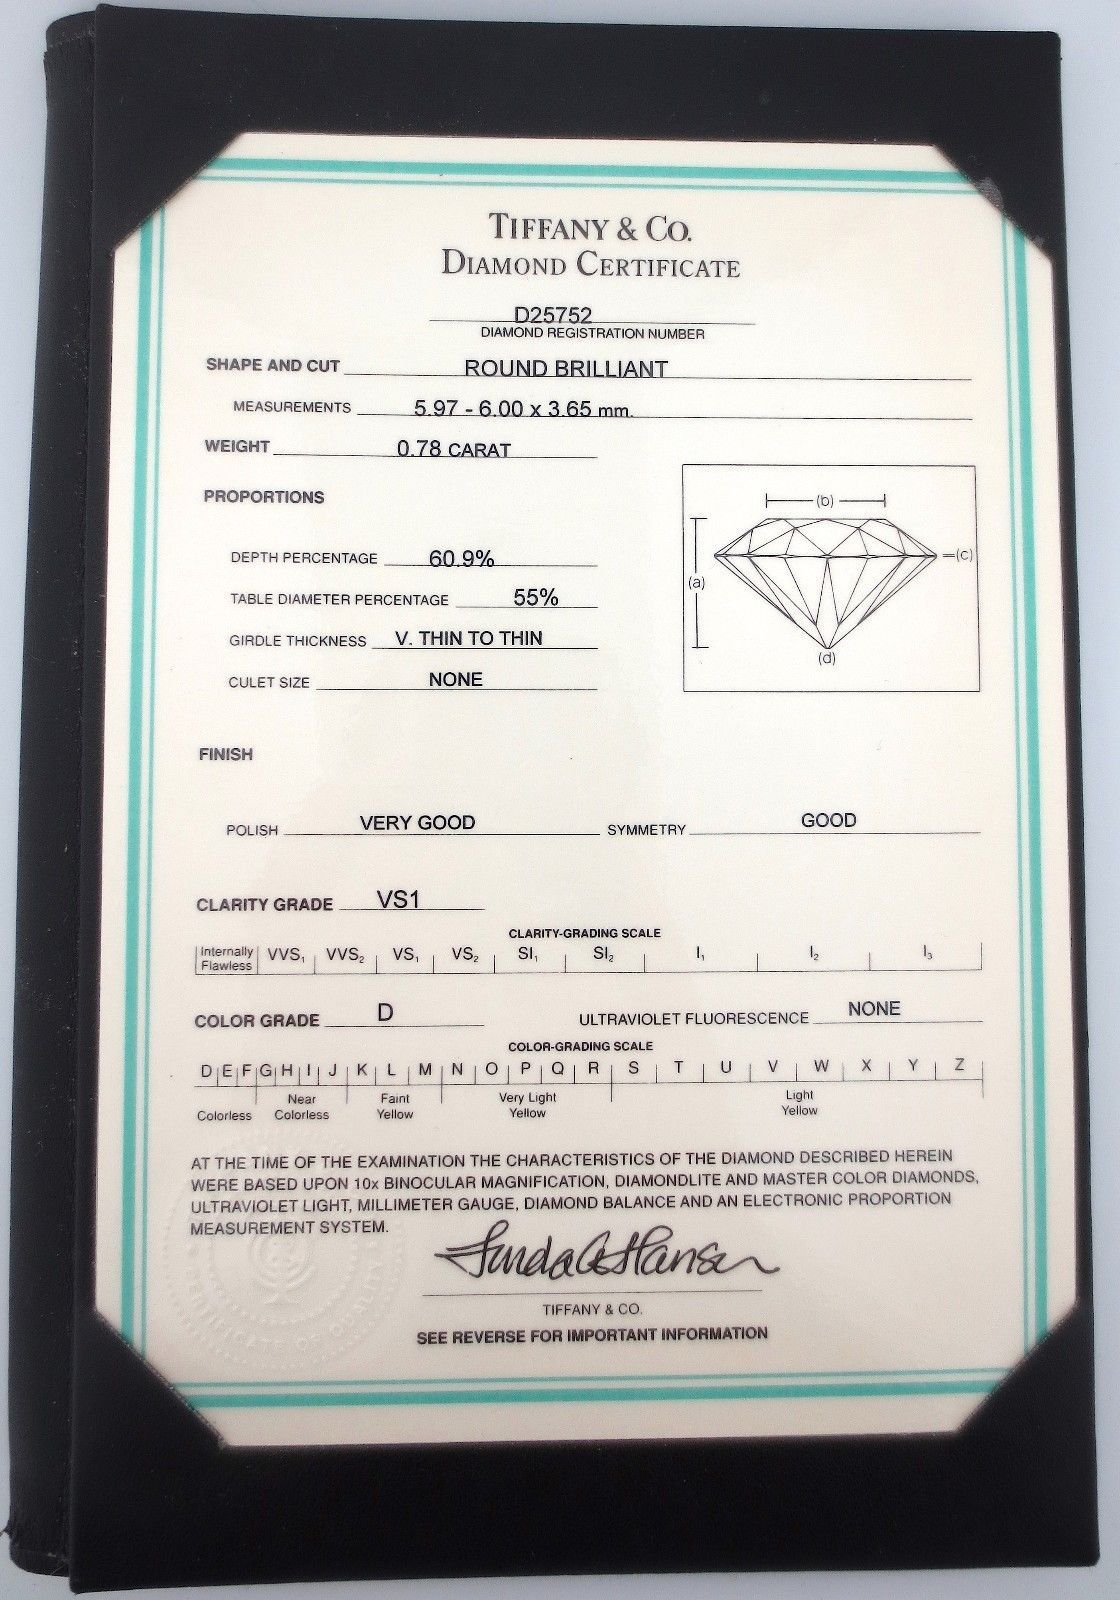 TIFFANY & CO.
DIAMOND CERTIFICATE
D25752
DIAMOND REGISTRATION NUMBER
SHAPE AND CUT ROUND BRILLIANT
MEASUREMENTS 5.97 - 6.00 x 3.65 mm.
WEIGHT 0.78 CARAT
PROPORTIONS
(b)
(c)
(a)
(d)
DEPTH PERCENTAGE 60.9%
TABLE DIAMETER PERCENTAGE 55%
GIRDLE THICKNESS V. THIN TO THIN
CULET SIZE NONE
FINISH
POLISH VERY GOOD SYMMETRY GOOD
CLARITY GRADE VS1
CLARITY-GRADING SCALE
Internally Flawless VVS₁ VVS₂ VS₁ VS₂ SI₁ SI₂ I₁ I₂ I₃
COLOR GRADE D ULTRAVIOLET FLUORESCENCE NONE
COLOR-GRADING SCALE
D E F G H I J K L M N O P Q R S T U V W X Y Z
Colorless Near Colorless Faint Yellow Very Light Yellow Light Yellow
AT THE TIME OF THE EXAMINATION THE CHARACTERISTICS OF THE DIAMOND DESCRIBED HEREIN
WERE BASED UPON 10x BINOCULAR MAGNIFICATION, DIAMONDLITE AND MASTER COLOR DIAMONDS,
ULTRAVIOLET LIGHT, MILLIMETER GAUGE, DIAMOND BALANCE AND AN ELECTRONIC PROPORTION
MEASUREMENT SYSTEM.
TIFFANY & CO.
SEE REVERSE FOR IMPORTANT INFORMATION